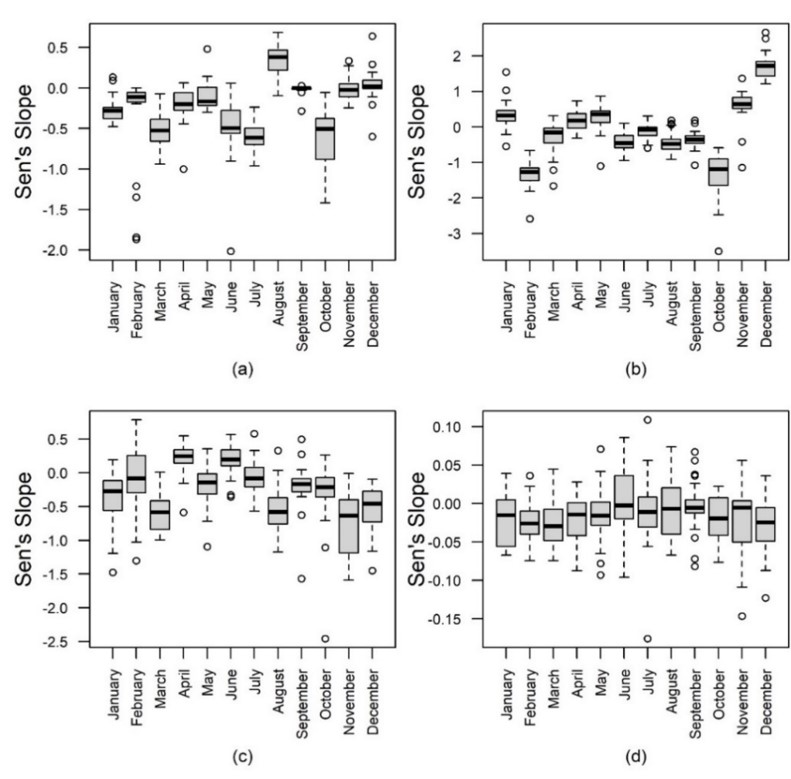 Sen's Slope
0.5
0.0
-0.5
-1.0
-1.5
-2.0
January
February
March
April
May
June
July
August
September
October
November
December
(a)
Sen's Slope
2
1
0
-1
-2
-3
January
February
March
April
May
June
July
August
September
October
November
December
(b)
Sen's Slope
0.5
0.0
-0.5
-1.0
-1.5
-2.0
-2.5
January
February
March
April
May
June
July
August
September
October
November
December
(c)
Sen's Slope
0.10
0.05
0.00
-0.05
-0.10
-0.15
January
February
March
April
May
June
July
August
September
October
November
December
(d)